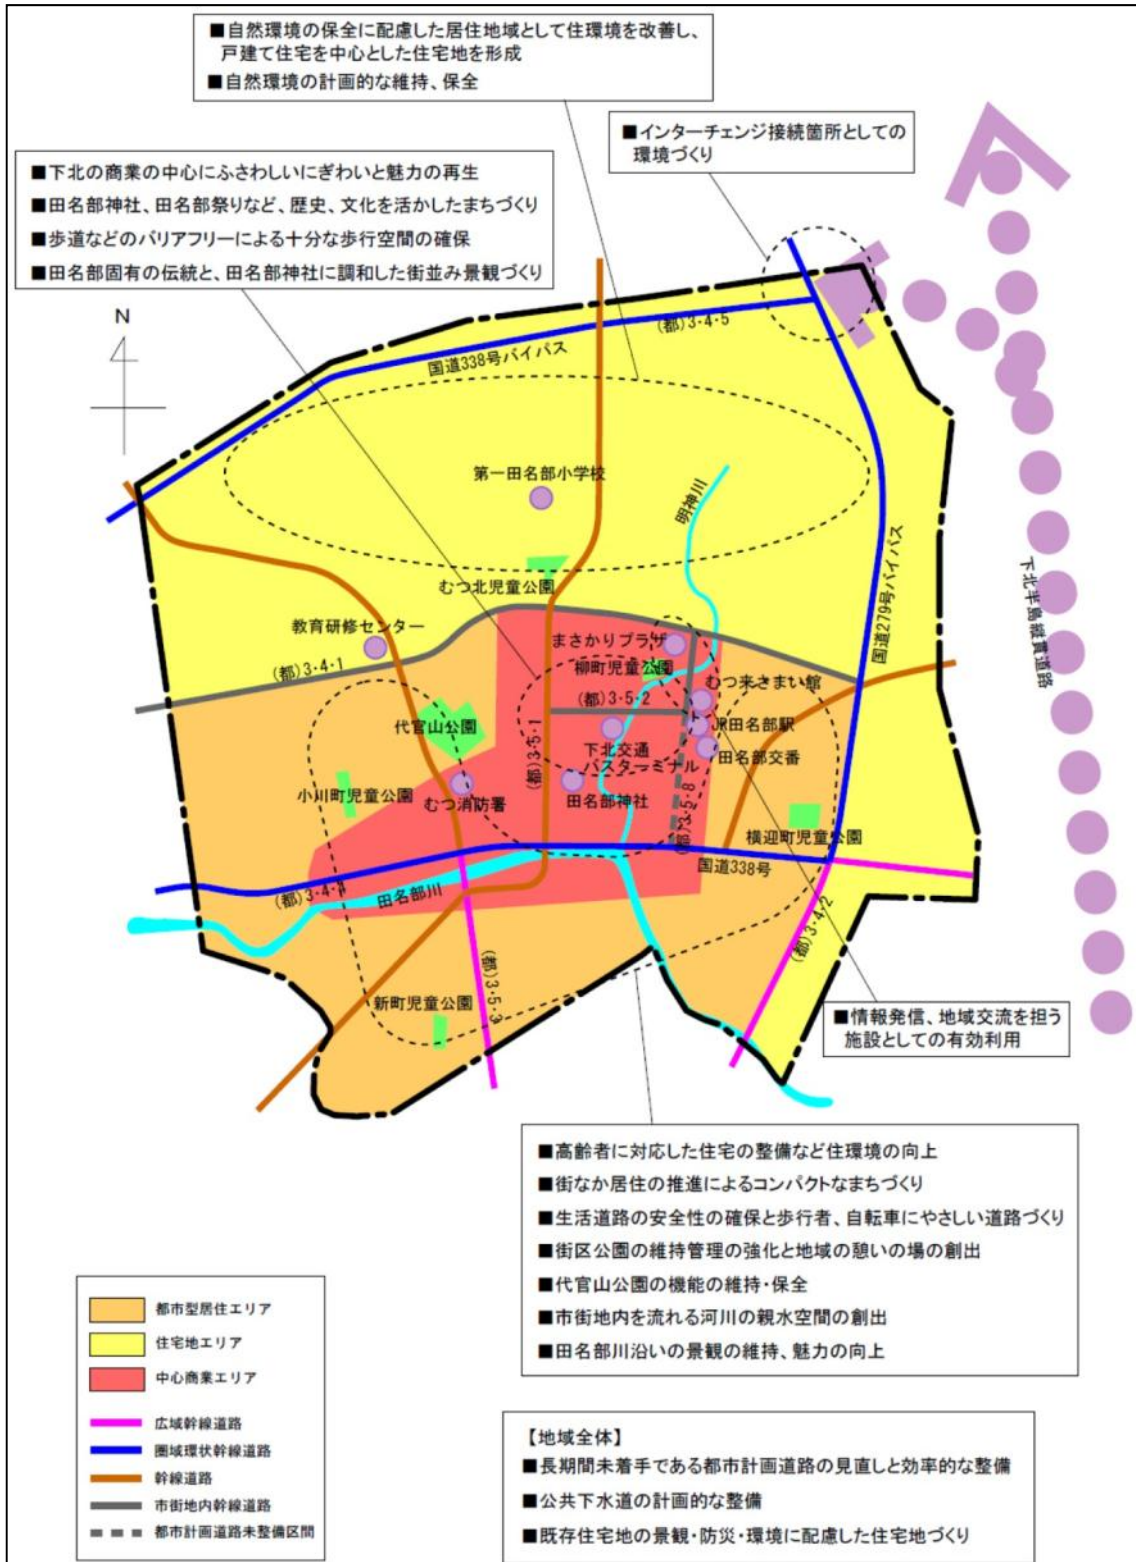 ■自然環境の保全に配慮した居住地域として住環境を改善し、
戸建て住宅を中心とした住宅地を形成
■自然環境の計画的な維持、保全
■インターチェンジ接続箇所としての
環境づくり
■下北の商業の中心にふさわしいにぎわいと魅力の再生
■田名部神社、田名部祭りなど、歴史、文化を活かしたまちづくり
■歩道などのバリアフリーによる十分な歩行空間の確保
■田名部固有の伝統と、田名部神社に調和した街並み景観づくり
N
(都)3・4・5
国道338号バイパス
第一田名部小学校
明神川
国道279号バイパス
下北半島縦貫道路
むつ北児童公園
教育研修センター
(都)3・4・1
まさかりプラザ
柳町児童公園
むつ来さまい館
(都)3・5・2
代官山公園
(都)3・5・1
JR田名部駅
下北交通
バスターミナル
田名部交番
小川町児童公園
むつ消防署
田名部神社
(都)3・5・8
横迎町児童公園
国道338号
(都)3・4・4
田名部川
(都)3・4・2
(都)3・5・3
新町児童公園
■情報発信、地域交流を担う
施設としての有効利用
■高齢者に対応した住宅の整備など住環境の向上
■街なか居住の推進によるコンパクトなまちづくり
■生活道路の安全性の確保と歩行者、自転車にやさしい道路づくり
■街区公園の維持管理の強化と地域の憩いの場の創出
■代官山公園の機能の維持・保全
■市街地内を流れる河川の親水空間の創出
■田名部川沿いの景観の維持、魅力の向上
都市型居住エリア
住宅地エリア
中心商業エリア
広域幹線道路
圏域環状幹線道路
幹線道路
市街地内幹線道路
都市計画道路未整備区間
【地域全体】
■長期間未着手である都市計画道路の見直しと効率的な整備
■公共下水道の計画的な整備
■既存住宅地の景観・防災・環境に配慮した住宅地づくり